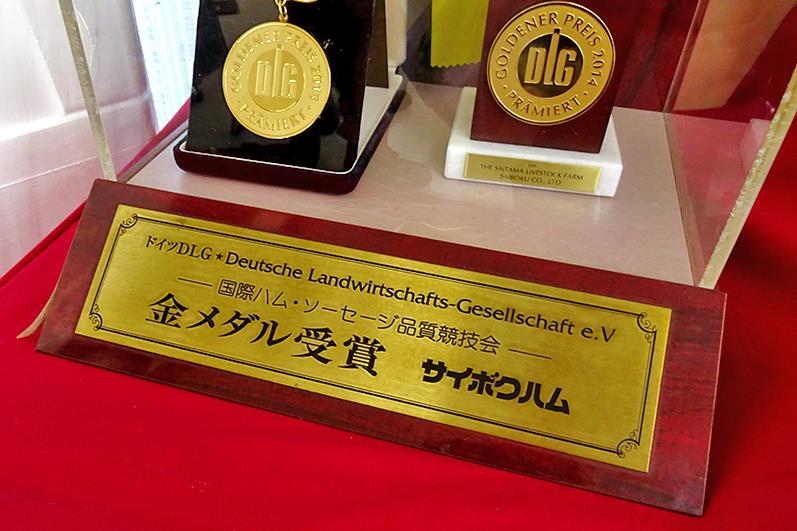 GOLDENER PREIS 2013
DLG
PRÄMIERT
GOLDENER PREIS 2014
DLG
PRÄMIERT
THE SAITAMA LIVESTOCK FARM
SAIBOKU CO., LTD
ドイツDLG★Deutsche Landwirtschafts-Gesellschaft e.V
国際ハム・ソーセージ品質競技会
金メダル受賞 サイボクハム